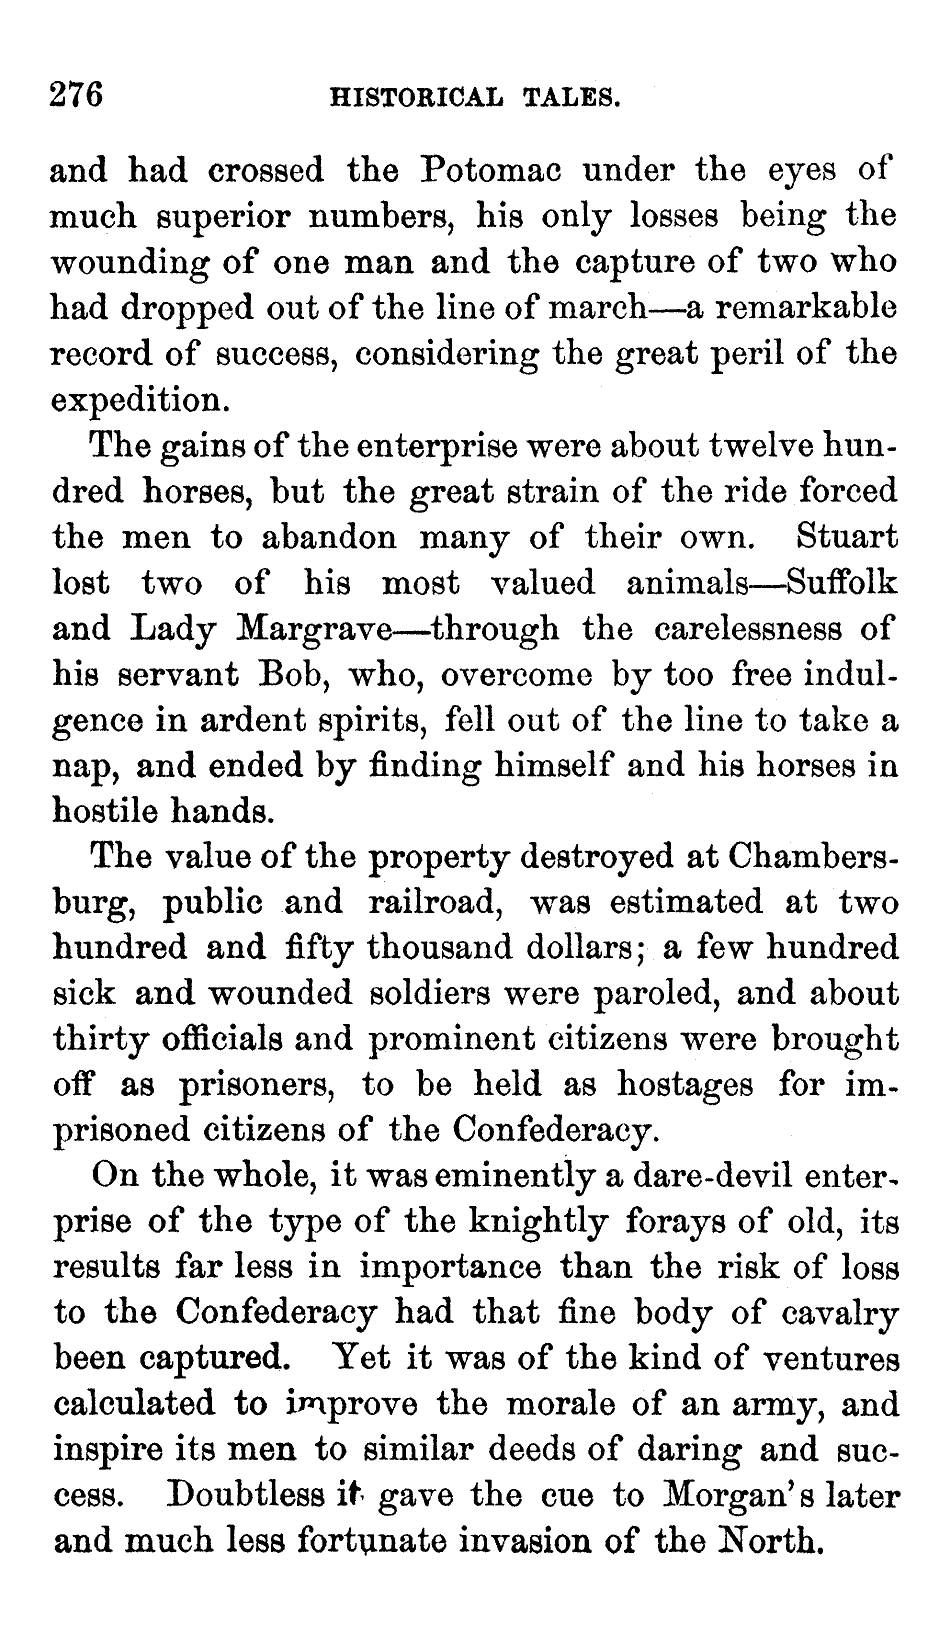 276 HISTORICAL TALES.
and had crossed the Potomac under the eyes of
much superior numbers, his only losses being the
wounding of one man and the capture of two who
had dropped out of the line of march—a remarkable
record of success, considering the great peril of the
expedition.
The gains of the enterprise were about twelve hun-
dred horses, but the great strain of the ride forced
the men to abandon many of their own. Stuart
lost two of his most valued animals—Suffolk
and Lady Margrave—through the carelessness of
his servant Bob, who, overcome by too free indul-
gence in ardent spirits, fell out of the line to take a
nap, and ended by finding himself and his horses in
hostile hands.
The value of the property destroyed at Chambers-
burg, public and railroad, was estimated at two
hundred and fifty thousand dollars; a few hundred
sick and wounded soldiers were paroled, and about
thirty officials and prominent citizens were brought
off as prisoners, to be held as hostages for im-
prisoned citizens of the Confederacy.
On the whole, it was eminently a dare-devil enter-
prise of the type of the knightly forays of old, its
results far less in importance than the risk of loss
to the Confederacy had that fine body of cavalry
been captured. Yet it was of the kind of ventures
calculated to improve the morale of an army, and
inspire its men to similar deeds of daring and suc-
cess. Doubtless it gave the cue to Morgan's later
and much less fortunate invasion of the North.